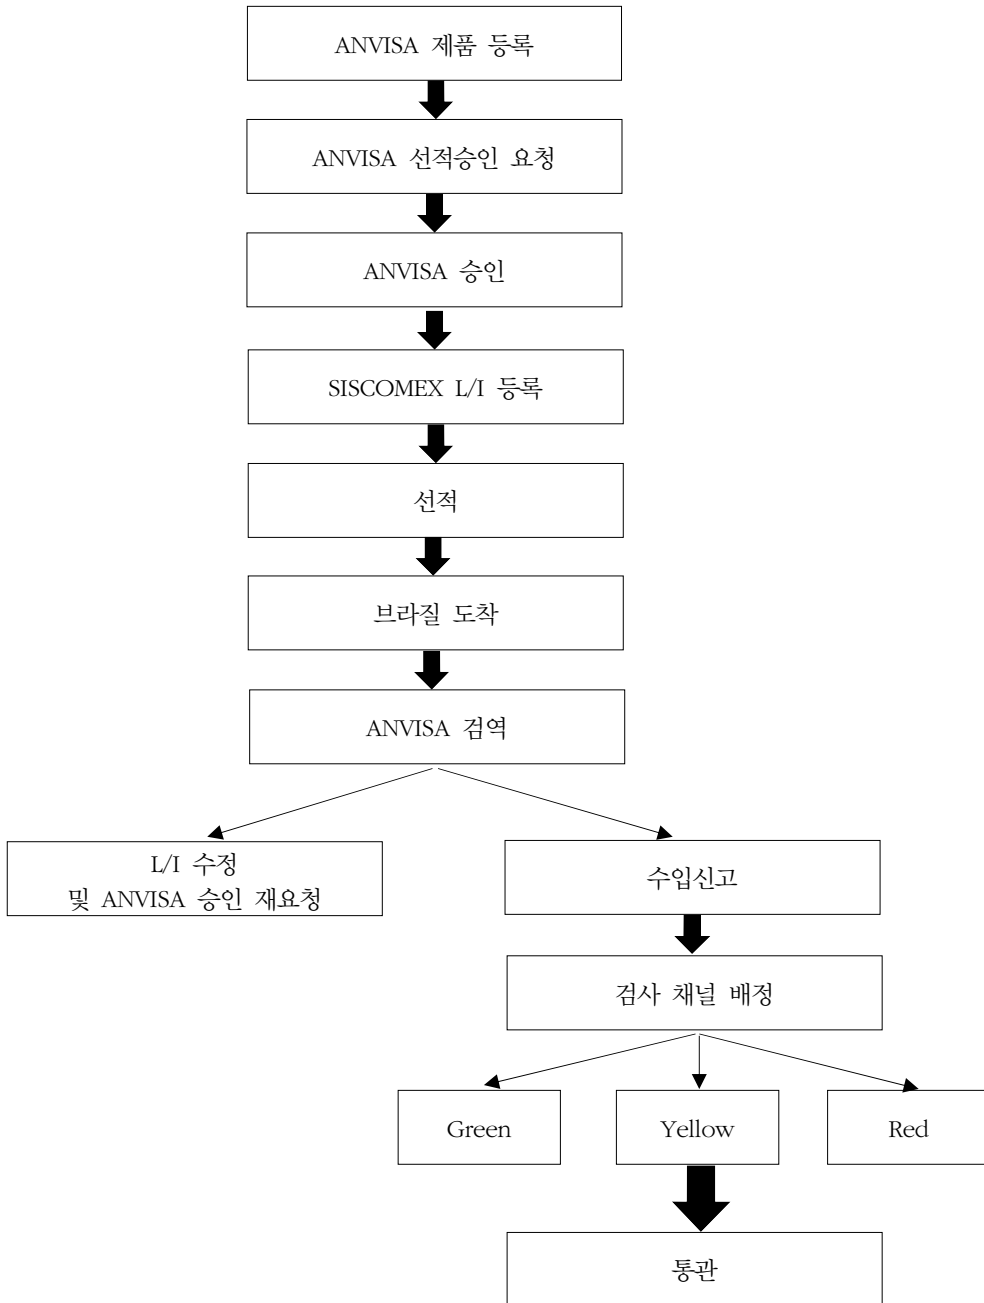 ANVISA 제품 등록
ANVISA 선적승인 요청
ANVISA 승인
SISCOMEX L/I 등록
선적
브라질 도착
ANVISA 검역
L/I 수정
및 ANVISA 승인 재요청
수입신고
검사 채널 배정
Green
Yellow
Red
통관